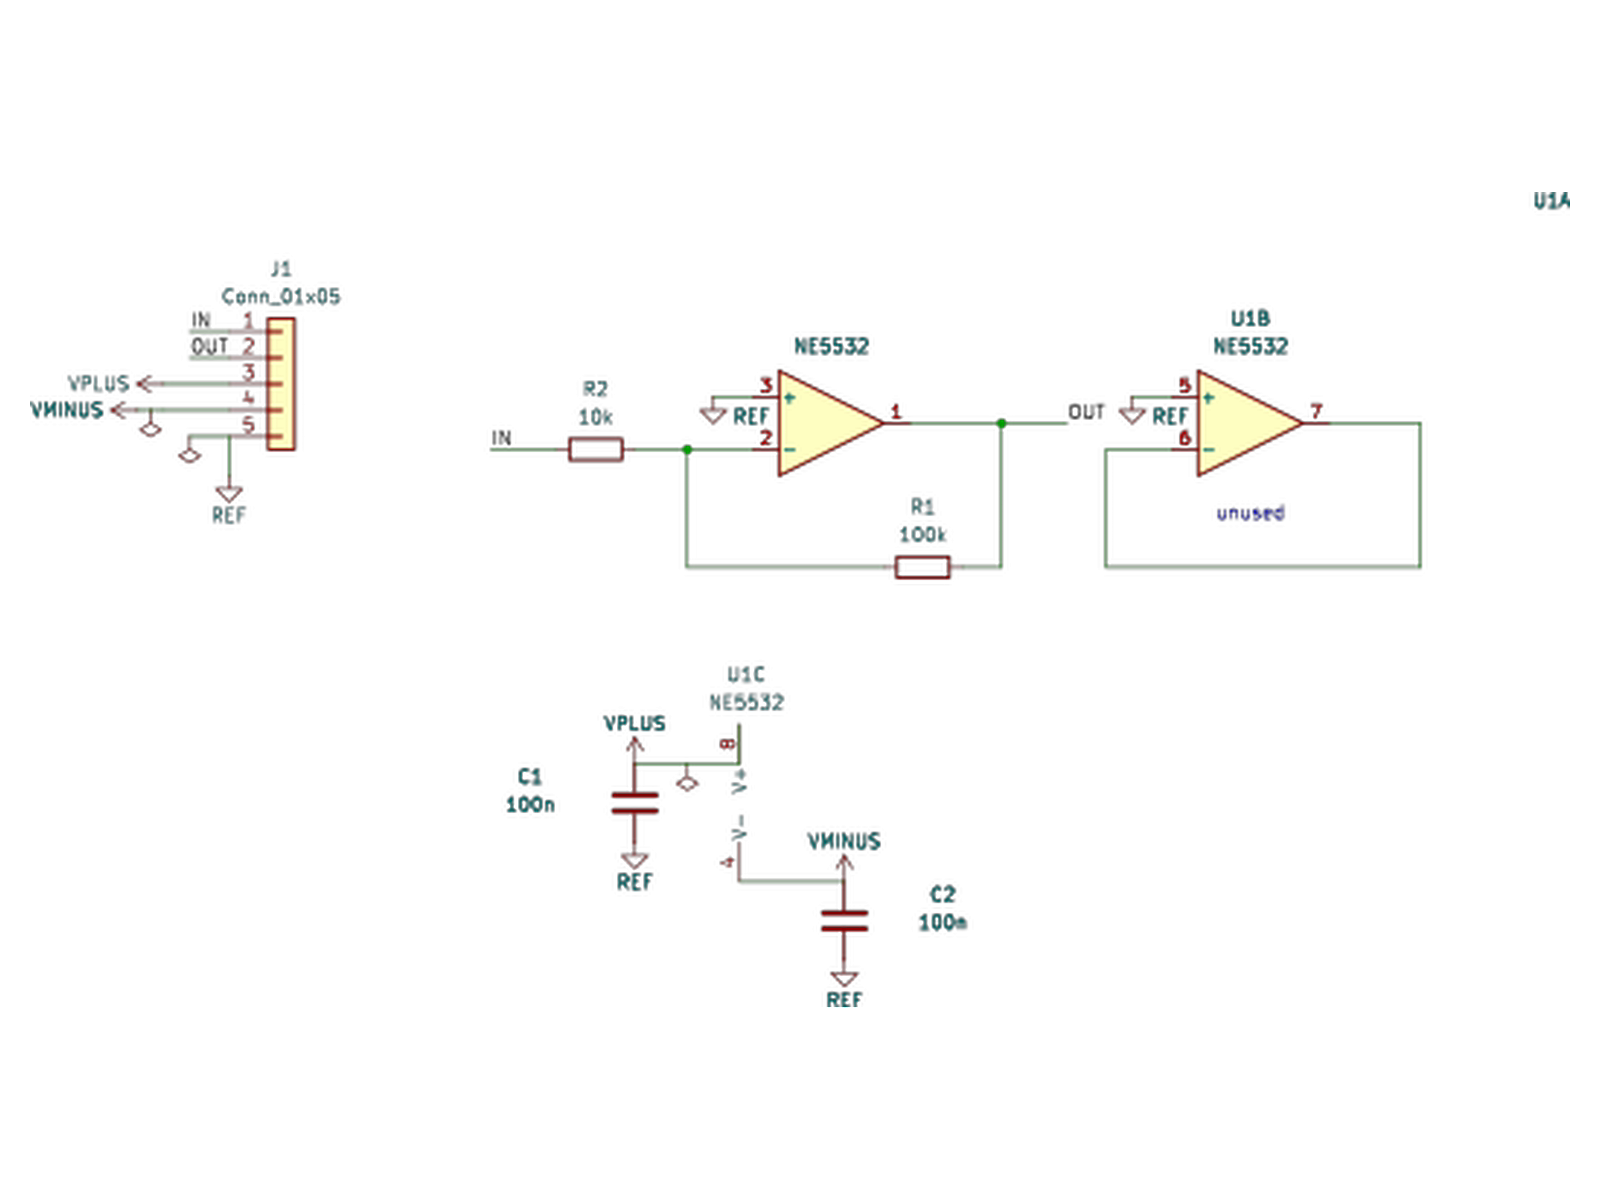 U1A
J1
Conn_01x05
IN 1
OUT 2
VPLUS 3
VMINUS 4
5
REF
IN
R2
10k
NE5532
3
+
REF
2
-
1
OUT
R1
100k
U1B
NE5532
5
+
REF
6
-
7
unused
U1C
NE5532
VPLUS
8
V+
C1
100n
REF
V-
4
VMINUS
C2
100n
REF